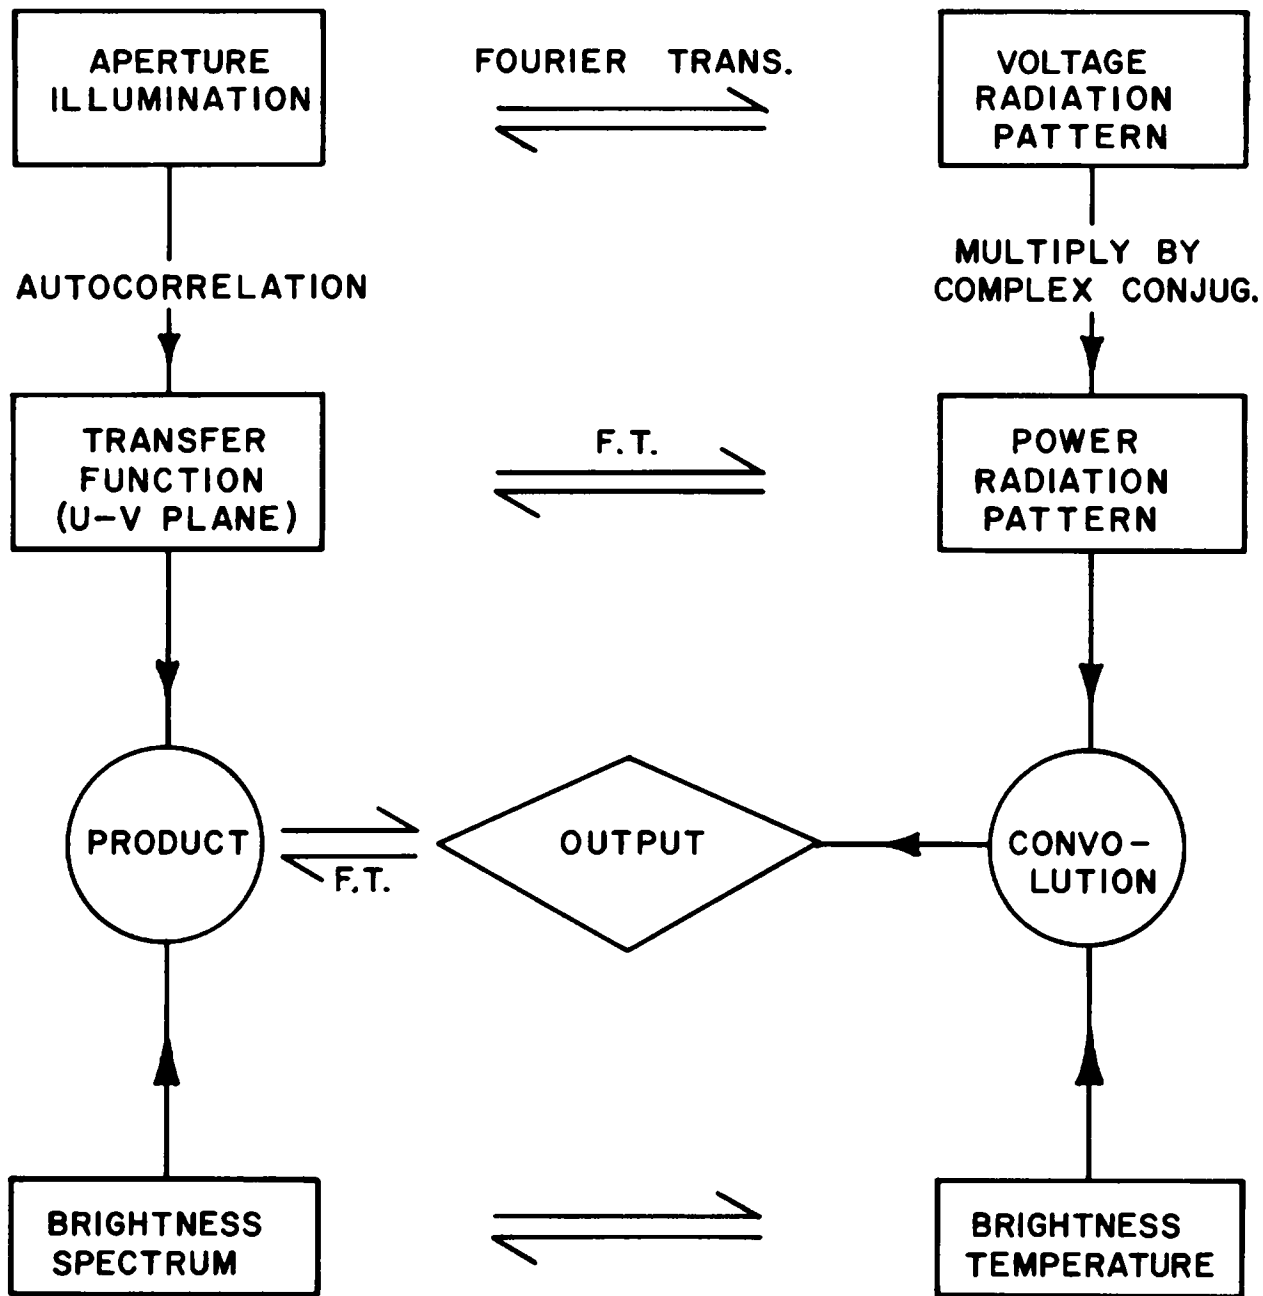 APERTURE
ILLUMINATION
FOURIER TRANS.
VOLTAGE
RADIATION
PATTERN
AUTOCORRELATION
MULTIPLY BY
COMPLEX CONJUG.
TRANSFER
FUNCTION
(U-V PLANE)
F.T.
POWER
RADIATION
PATTERN
PRODUCT
F.T.
OUTPUT
CONVO-
LUTION
BRIGHTNESS
SPECTRUM
BRIGHTNESS
TEMPERATURE